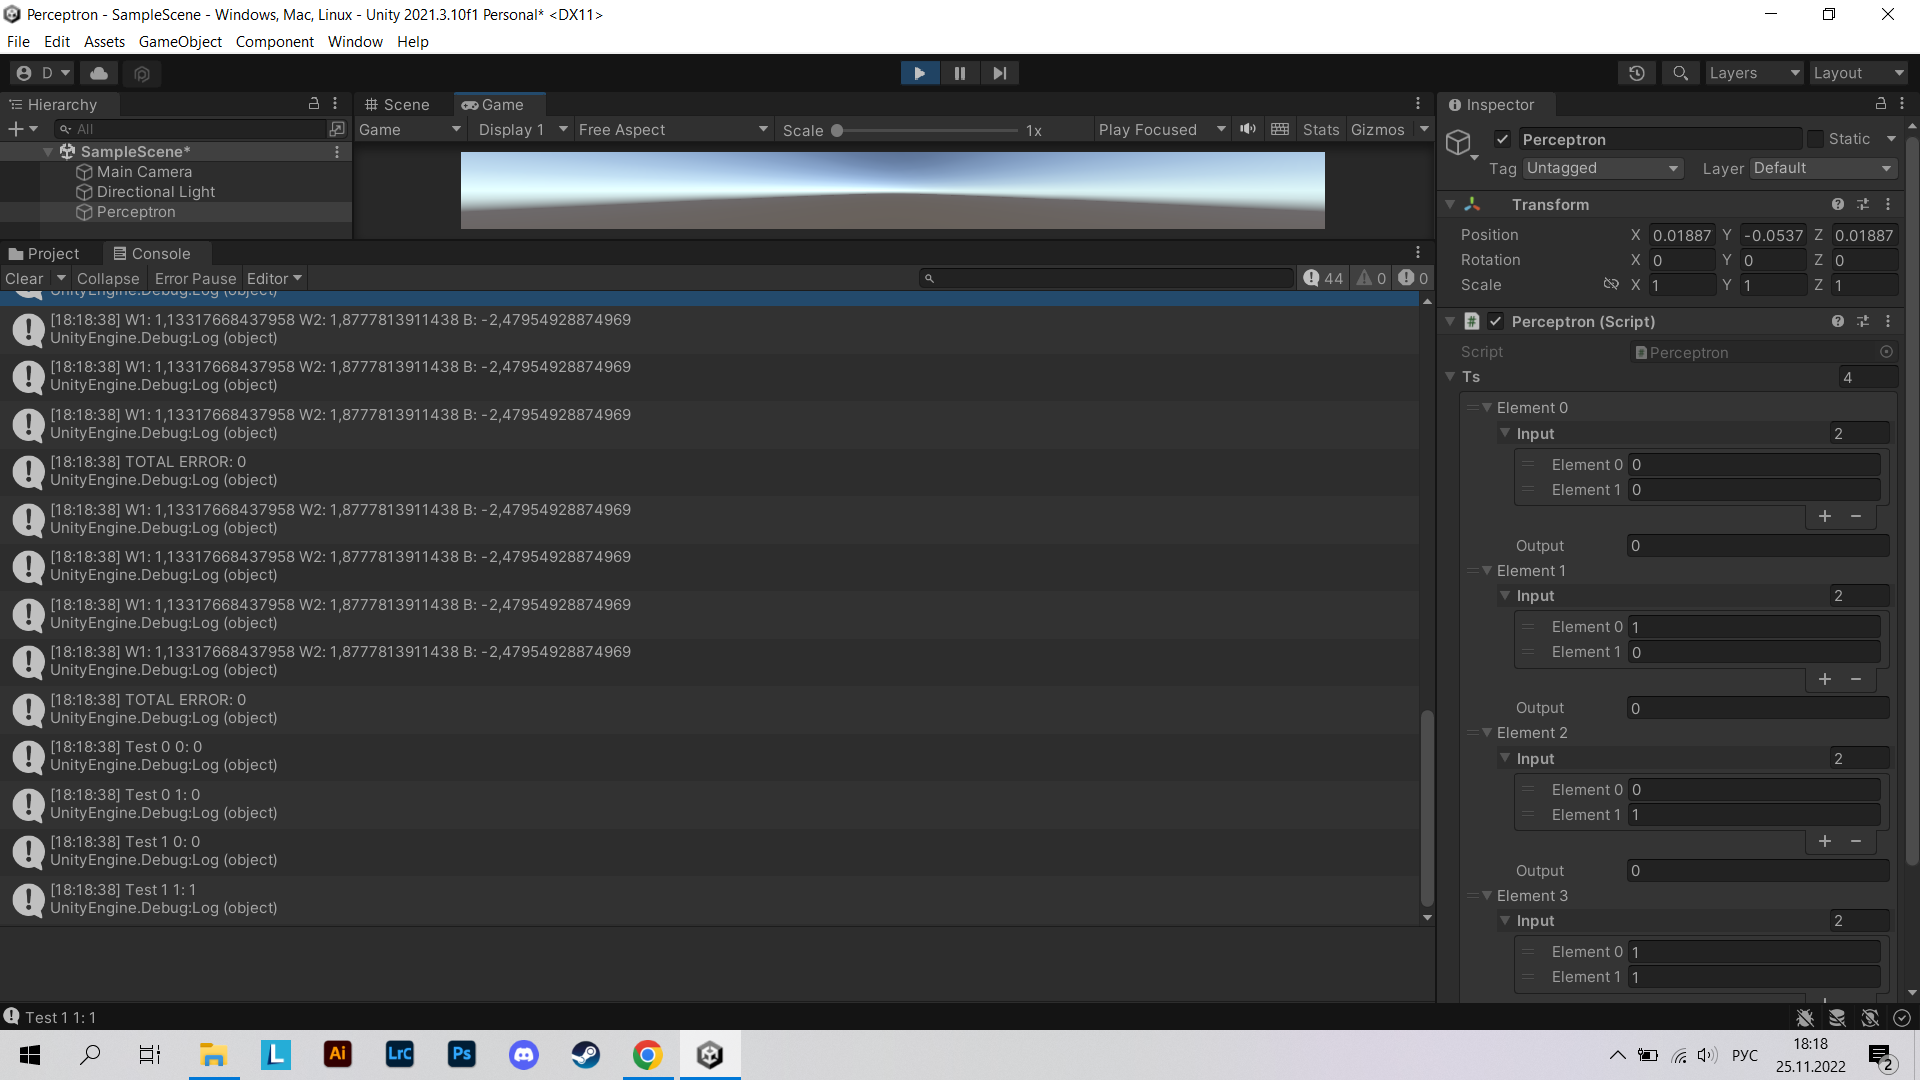 Perceptron - SampleScene - Windows, Mac, Linux - Unity 2021.3.10f1 Personal* <DX11>
File Edit Assets GameObject Component Window Help
D Layers Layout
Hierarchy Scene Game Inspector
All Game Display 1 Free Aspect Scale 1x Play Focused Stats Gizmos
Perceptron Static
SampleScene*
Main Camera
Directional Light
Perceptron
Tag Untagged Layer Default
Transform
Position X 0.01887 Y -0.0537 Z 0.01887
Rotation X 0 Y 0 Z 0
Scale X 1 Y 1 Z 1
Project Console
Clear Collapse Error Pause Editor 44 0 0
UnityEngine.Debug:Log (object)
[18:18:38] W1: 1,13317668437958 W2: 1,8777813911438 B: -2,47954928874969
UnityEngine.Debug:Log (object)
[18:18:38] W1: 1,13317668437958 W2: 1,8777813911438 B: -2,47954928874969
UnityEngine.Debug:Log (object)
[18:18:38] W1: 1,13317668437958 W2: 1,8777813911438 B: -2,47954928874969
UnityEngine.Debug:Log (object)
[18:18:38] TOTAL ERROR: 0
UnityEngine.Debug:Log (object)
[18:18:38] W1: 1,13317668437958 W2: 1,8777813911438 B: -2,47954928874969
UnityEngine.Debug:Log (object)
[18:18:38] W1: 1,13317668437958 W2: 1,8777813911438 B: -2,47954928874969
UnityEngine.Debug:Log (object)
[18:18:38] W1: 1,13317668437958 W2: 1,8777813911438 B: -2,47954928874969
UnityEngine.Debug:Log (object)
[18:18:38] W1: 1,13317668437958 W2: 1,8777813911438 B: -2,47954928874969
UnityEngine.Debug:Log (object)
[18:18:38] TOTAL ERROR: 0
UnityEngine.Debug:Log (object)
[18:18:38] Test 0 0: 0
UnityEngine.Debug:Log (object)
[18:18:38] Test 0 1: 0
UnityEngine.Debug:Log (object)
[18:18:38] Test 1 0: 0
UnityEngine.Debug:Log (object)
[18:18:38] Test 1 1: 1
UnityEngine.Debug:Log (object)
Perceptron (Script)
Script Perceptron
Ts 4
Element 0
Input 2
Element 0 0
Element 1 0
Output 0
Element 1
Input 2
Element 0 1
Element 1 0
Output 0
Element 2
Input 2
Element 0 0
Element 1 1
Output 0
Element 3
Input 2
Element 0 1
Element 1 1
Test 1 1: 1
L Ai LrC Ps РУС 18:18
25.11.2022 2